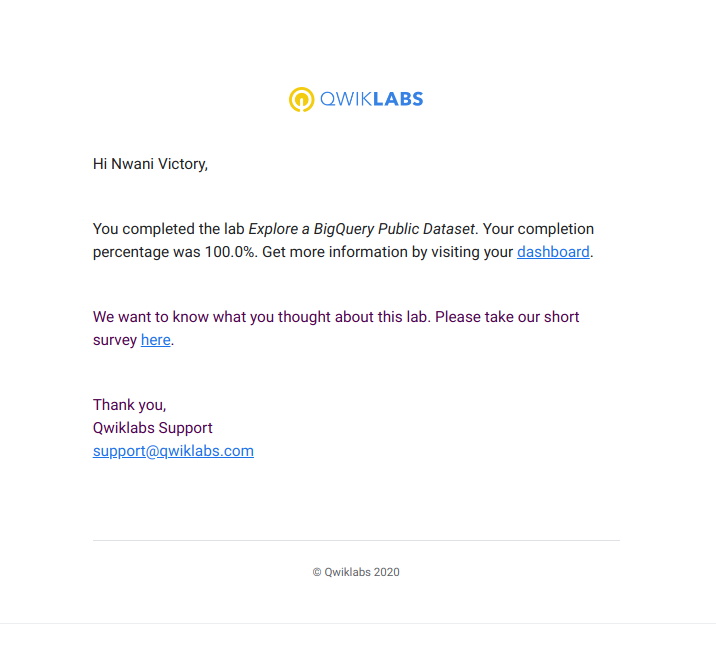 QWIKLABS
Hi Nwani Victory,
You completed the lab Explore a BigQuery Public Dataset. Your completion
percentage was 100.0%. Get more information by visiting your dashboard.
We want to know what you thought about this lab. Please take our short
survey here.
Thank you,
Qwiklabs Support
support@qwiklabs.com
© Qwiklabs 2020